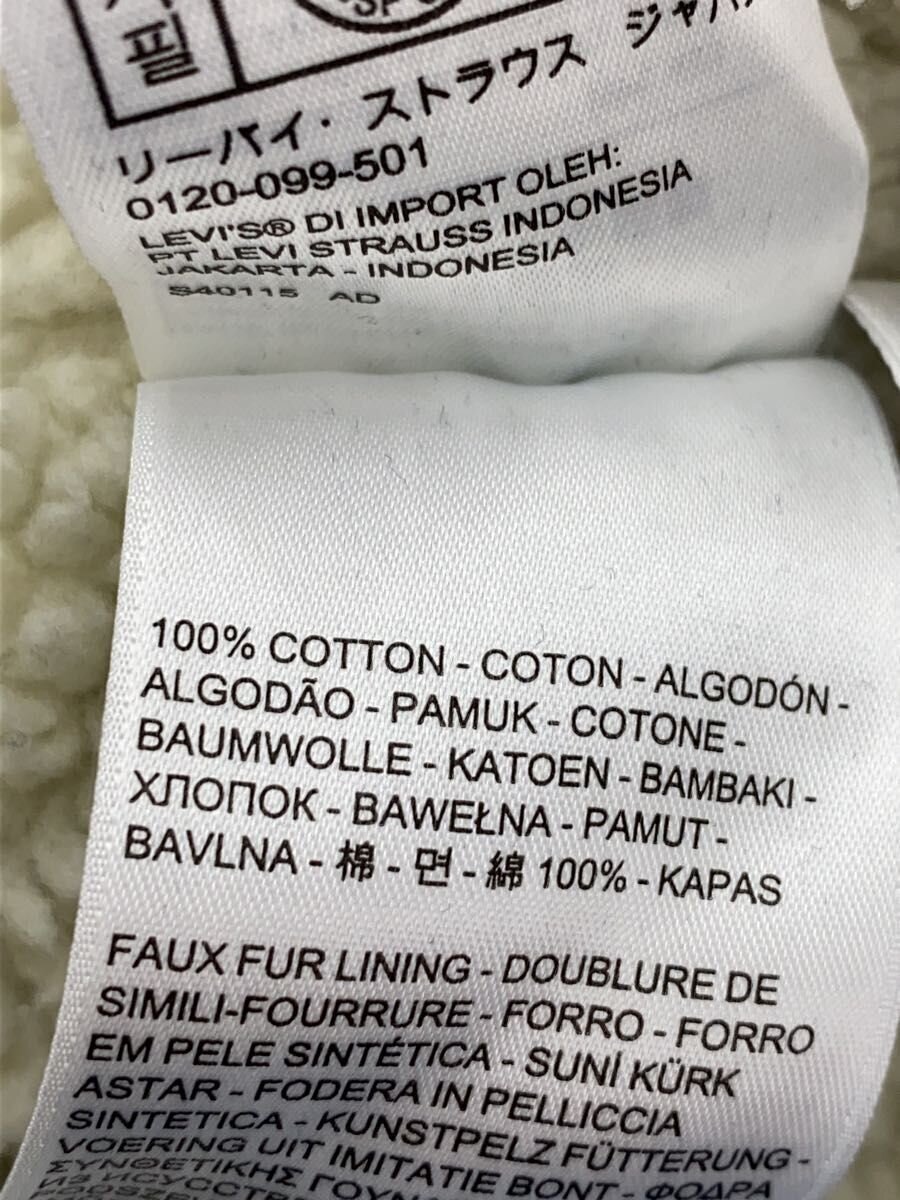 필
SP
リーバイ・ストラウス ジャパ
0120-099-501
LEVI'S® DI IMPORT OLEH:
PT LEVI STRAUSS INDONESIA
JAKARTA - INDONESIA
S40115 AD
100% COTTON - COTON - ALGODÓN -
ALGODÃO - PAMUK - COTONE -
BAUMWOLLE - KATOEN - BAMBAKI -
ХЛОПОК - BAWEŁNA - PAMUT -
BAVLNA - 棉 - 면 - 綿 100% - KAPAS
FAUX FUR LINING - DOUBLURE DE
SIMILI-FOURRURE - FORRO - FORRO
EM PELE SINTÉTICA - SUNİ KÜRK
ASTAR - FODERA IN PELLICCIA
SINTETICA - KUNSTPELZ FÜTTERUNG -
VOERING UIT IMITATIE BONT - ΦΟΔΡΑ
ΣΥΝΘΕΤΙΚΗΣ